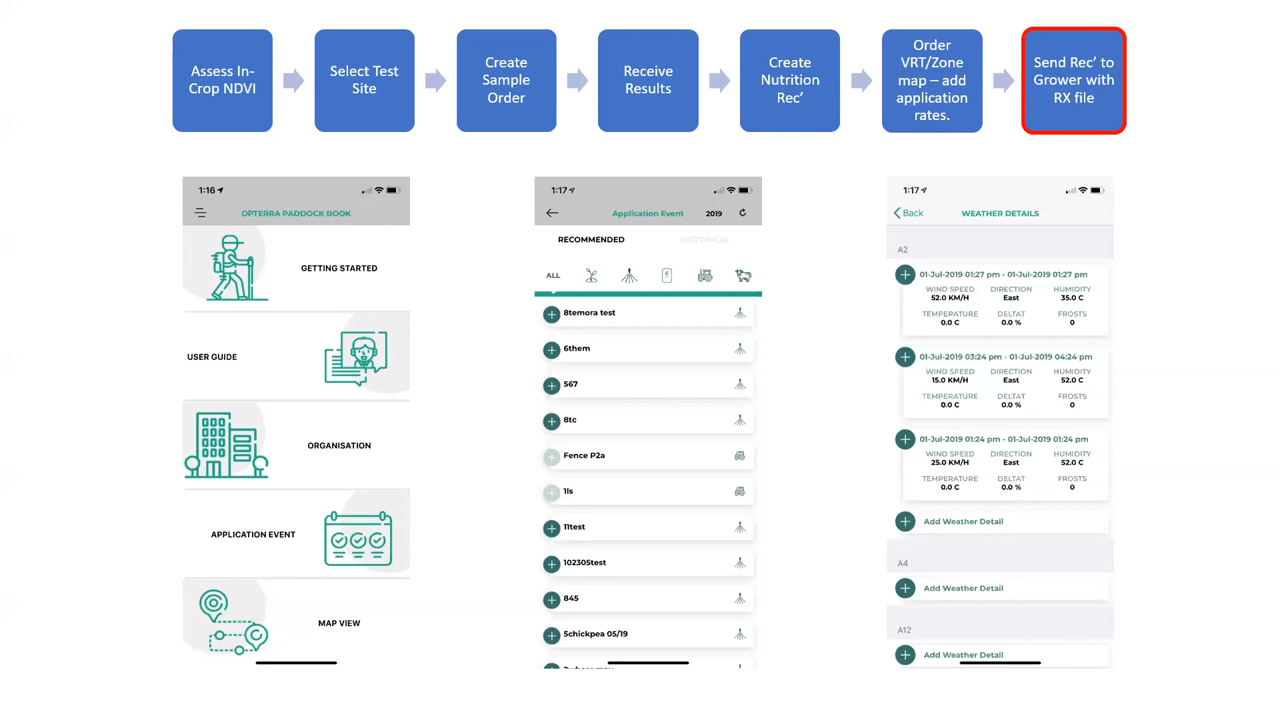 Assess In-
Crop NDVI
Select Test
Site
Create
Sample
Order
Receive
Results
Create
Nutrition
Rec’
Order
VRT/Zone
map – add
application
rates.
Send Rec’ to
Grower with
RX file
1:16
OPTERRA PADDOCK BOOK
GETTING STARTED
USER GUIDE
ORGANISATION
APPLICATION EVENT
MAP VIEW
1:17
Application Event 2019
RECOMMENDED HISTORICAL
ALL
8temora test
6them
567
8tc
Fence P2a
1ls
11test
102305test
845
5chickpea 05/19
1:17
Back WEATHER DETAILS
A2
01-Jul-2019 01:27 pm - 01-Jul-2019 01:27 pm
WIND SPEED DIRECTION HUMIDITY
52.0 KM/H East 35.0 C
TEMPERATURE DELTAT FROSTS
0.0 C 0.0 % 0
01-Jul-2019 03:24 pm - 01-Jul-2019 04:24 pm
WIND SPEED DIRECTION HUMIDITY
15.0 KM/H East 52.0 C
TEMPERATURE DELTAT FROSTS
0.0 C 0.0 % 0
01-Jul-2019 01:24 pm - 01-Jul-2019 01:24 pm
WIND SPEED DIRECTION HUMIDITY
25.0 KM/H East 52.0 C
TEMPERATURE DELTAT FROSTS
0.0 C 0.0 % 0
Add Weather Detail
A4
Add Weather Detail
A12
Add Weather Detail